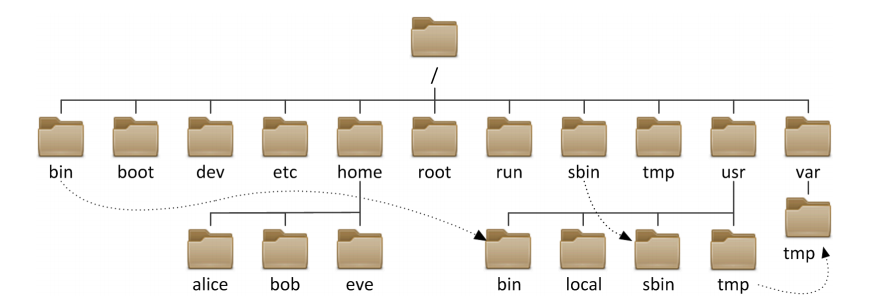 /
bin boot dev etc home root run sbin tmp usr var
tmp
alice bob eve bin local sbin tmp